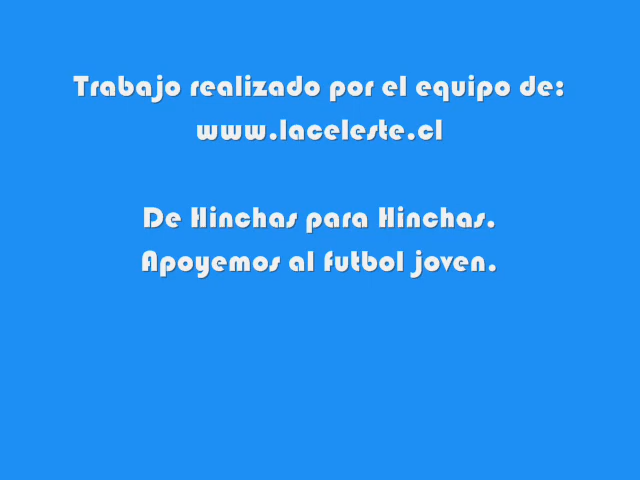 Trabajo realizado por el equipo de:
www.laceleste.cl
De Hinchas para Hinchas.
Apoyemos al futbol joven.